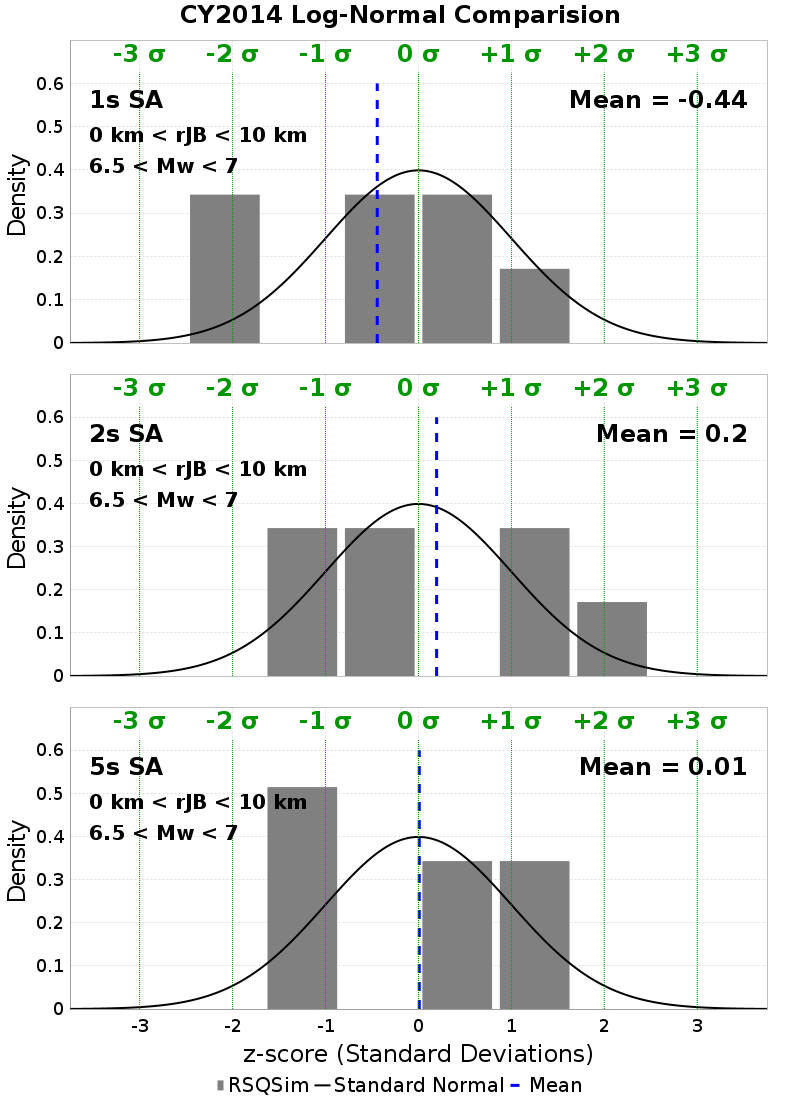 CY2014 Log-Normal Comparision
-3 σ -2 σ -1 σ 0 σ +1 σ +2 σ +3 σ
0.6
1s SA Mean = -0.44
0.5
0 km < rJB < 10 km
6.5 < Mw < 7
0.4
Density
0.3
0.2
0.1
0
-3 σ -2 σ -1 σ 0 σ +1 σ +2 σ +3 σ
0.6
2s SA Mean = 0.2
0.5
0 km < rJB < 10 km
6.5 < Mw < 7
0.4
Density
0.3
0.2
0.1
0
-3 σ -2 σ -1 σ 0 σ +1 σ +2 σ +3 σ
0.6
5s SA Mean = 0.01
0.5
0 km < rJB < 10 km
6.5 < Mw < 7
0.4
Density
0.3
0.2
0.1
0
-3 -2 -1 0 1 2 3
z-score (Standard Deviations)
RSQSim Standard Normal Mean